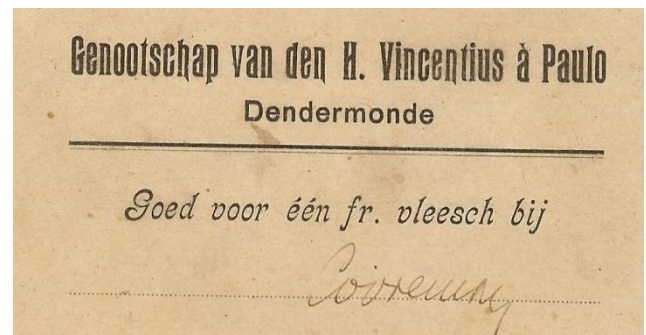 Genootschap van den H. Vincentius à Paulo
Dendermonde
Goed voor één fr. vleesch bij